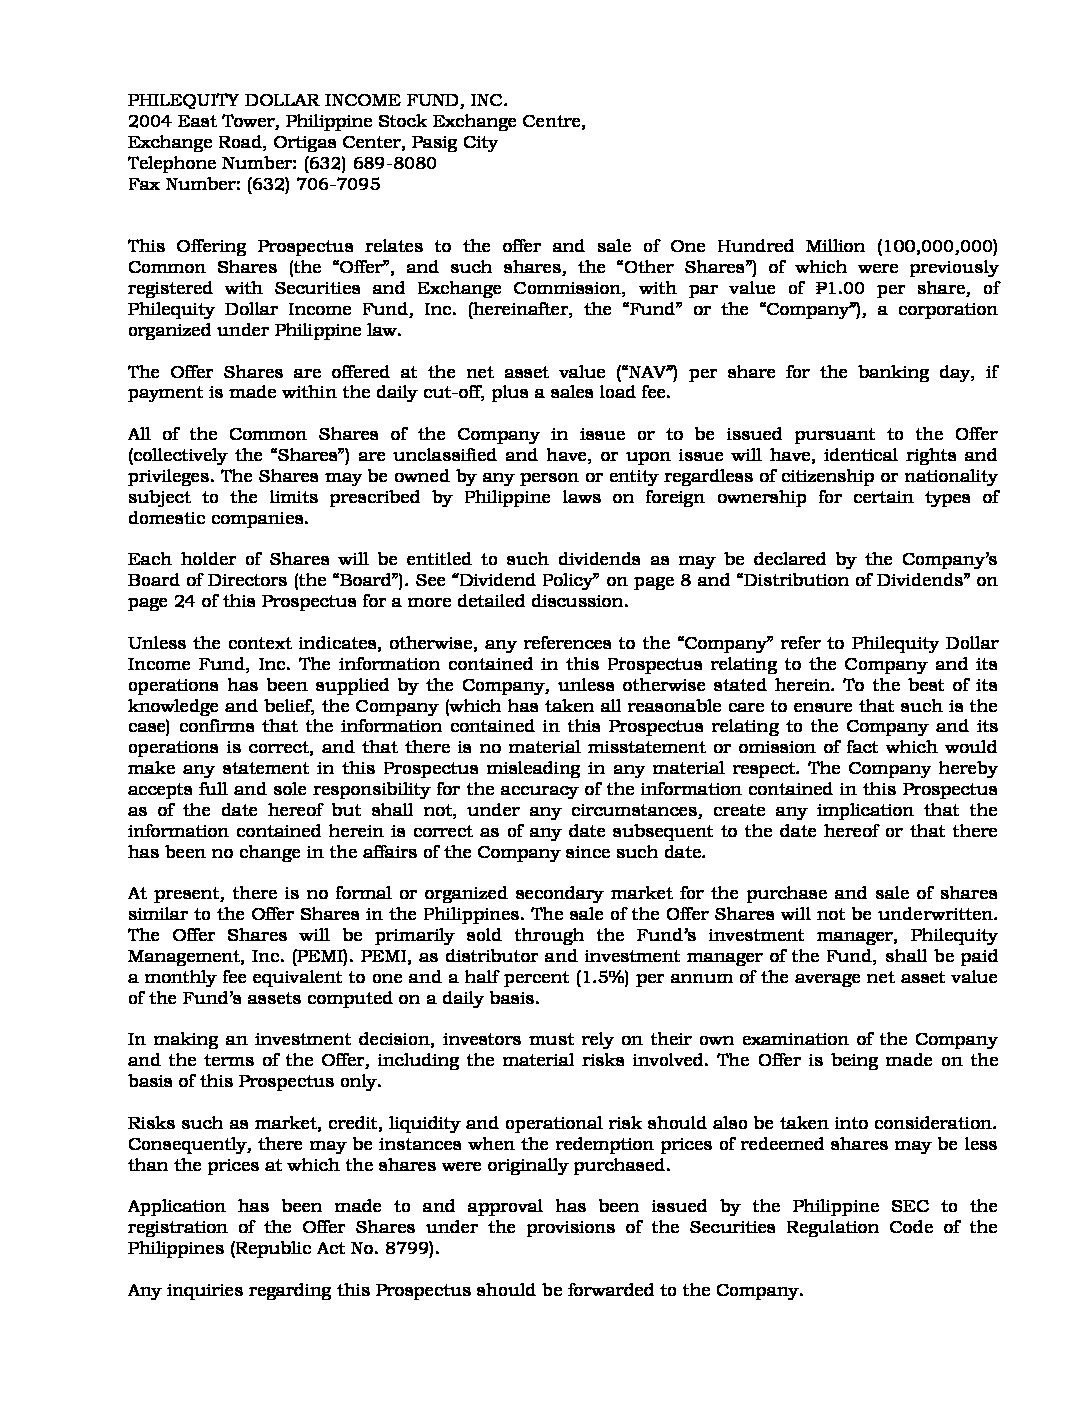 PHILEQUITY DOLLAR INCOME FUND, INC.
2004 East Tower, Philippine Stock Exchange Centre,
Exchange Road, Ortigas Center, Pasig City
Telephone Number: (632) 689-8080
Fax Number: (632) 706-7095
This Offering Prospectus relates to the offer and sale of One Hundred Million (100,000,000)
Common Shares (the “Offer”, and such shares, the “Other Shares”) of which were previously
registered with Securities and Exchange Commission, with par value of ₱1.00 per share, of
Philequity Dollar Income Fund, Inc. (hereinafter, the “Fund” or the “Company”), a corporation
organized under Philippine law.
The Offer Shares are offered at the net asset value (“NAV”) per share for the banking day, if
payment is made within the daily cut-off, plus a sales load fee.
All of the Common Shares of the Company in issue or to be issued pursuant to the Offer
(collectively the “Shares”) are unclassified and have, or upon issue will have, identical rights and
privileges. The Shares may be owned by any person or entity regardless of citizenship or nationality
subject to the limits prescribed by Philippine laws on foreign ownership for certain types of
domestic companies.
Each holder of Shares will be entitled to such dividends as may be declared by the Company’s
Board of Directors (the “Board”). See “Dividend Policy” on page 8 and “Distribution of Dividends” on
page 24 of this Prospectus for a more detailed discussion.
Unless the context indicates, otherwise, any references to the “Company” refer to Philequity Dollar
Income Fund, Inc. The information contained in this Prospectus relating to the Company and its
operations has been supplied by the Company, unless otherwise stated herein. To the best of its
knowledge and belief, the Company (which has taken all reasonable care to ensure that such is the
case) confirms that the information contained in this Prospectus relating to the Company and its
operations is correct, and that there is no material misstatement or omission of fact which would
make any statement in this Prospectus misleading in any material respect. The Company hereby
accepts full and sole responsibility for the accuracy of the information contained in this Prospectus
as of the date hereof but shall not, under any circumstances, create any implication that the
information contained herein is correct as of any date subsequent to the date hereof or that there
has been no change in the affairs of the Company since such date.
At present, there is no formal or organized secondary market for the purchase and sale of shares
similar to the Offer Shares in the Philippines. The sale of the Offer Shares will not be underwritten.
The Offer Shares will be primarily sold through the Fund’s investment manager, Philequity
Management, Inc. (PEMI). PEMI, as distributor and investment manager of the Fund, shall be paid
a monthly fee equivalent to one and a half percent (1.5%) per annum of the average net asset value
of the Fund’s assets computed on a daily basis.
In making an investment decision, investors must rely on their own examination of the Company
and the terms of the Offer, including the material risks involved. The Offer is being made on the
basis of this Prospectus only.
Risks such as market, credit, liquidity and operational risk should also be taken into consideration.
Consequently, there may be instances when the redemption prices of redeemed shares may be less
than the prices at which the shares were originally purchased.
Application has been made to and approval has been issued by the Philippine SEC to the
registration of the Offer Shares under the provisions of the Securities Regulation Code of the
Philippines (Republic Act No. 8799).
Any inquiries regarding this Prospectus should be forwarded to the Company.